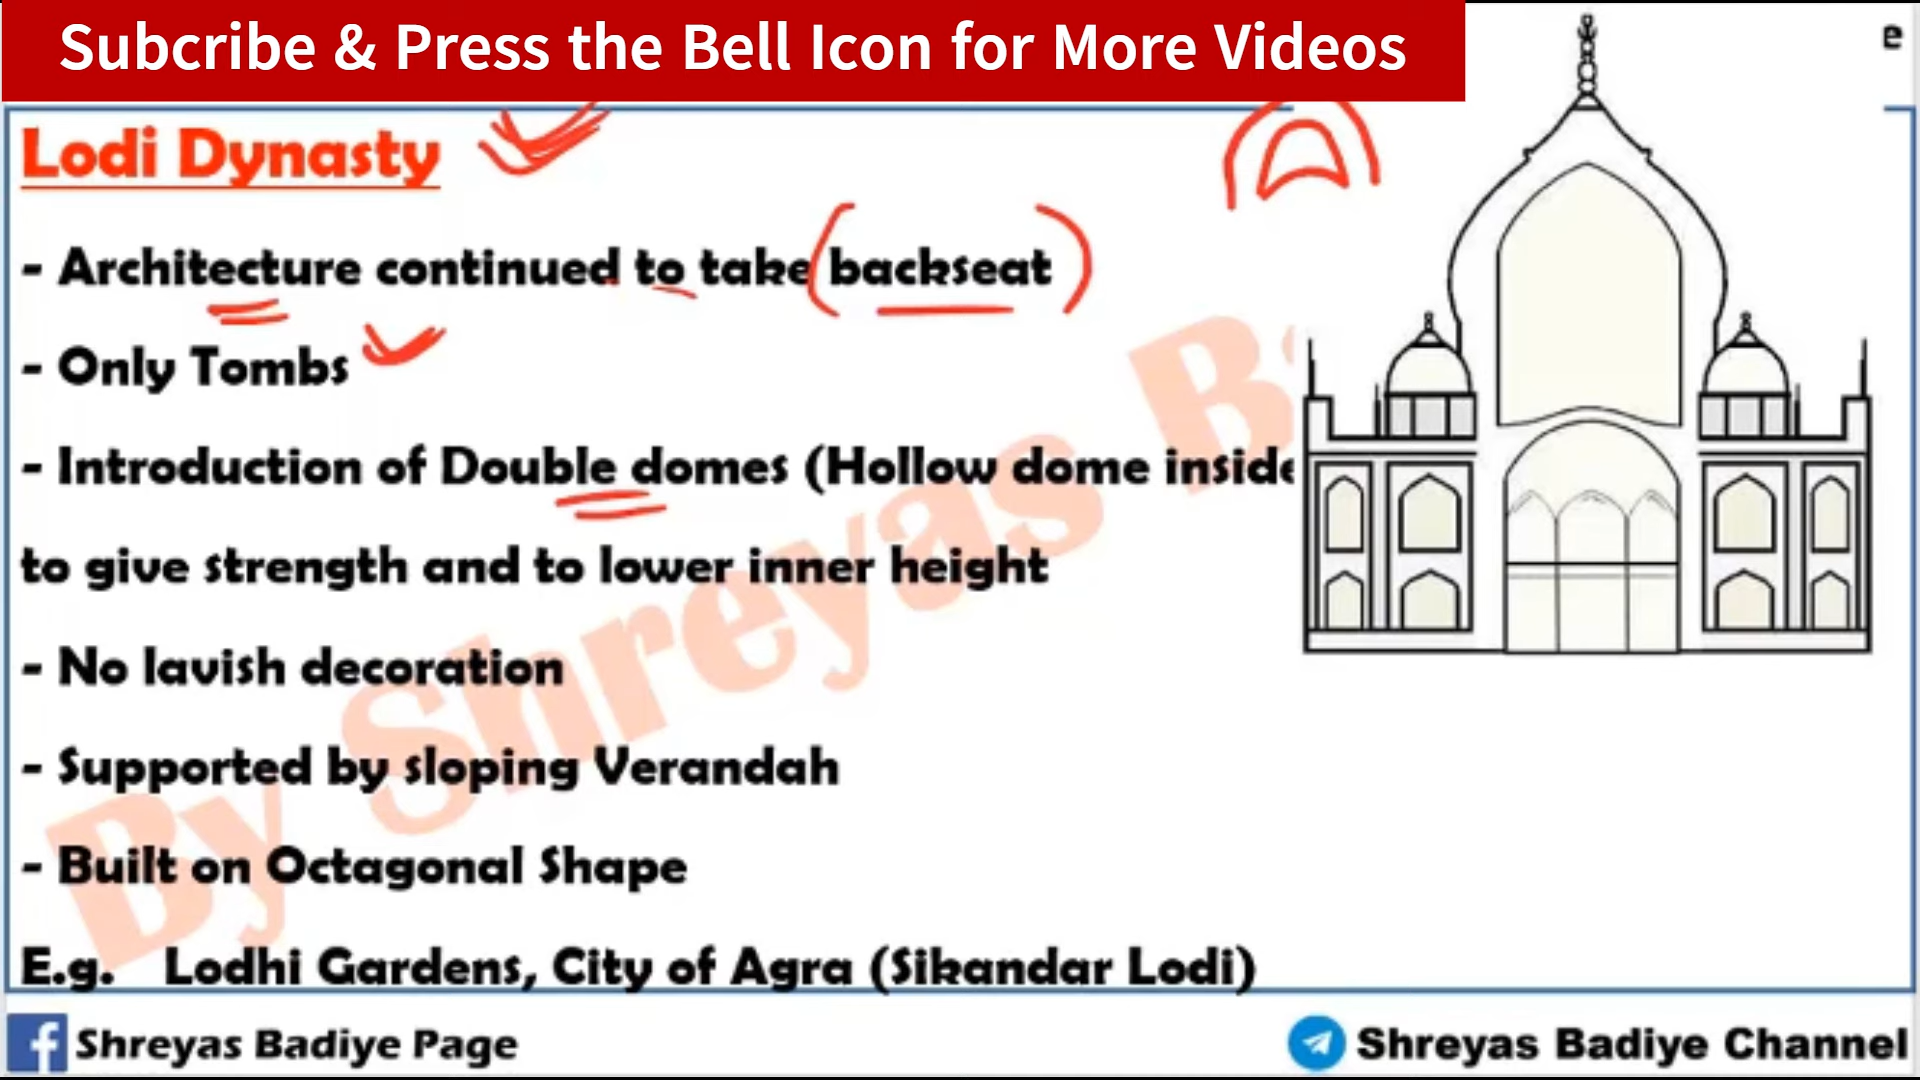 Subcribe & Press the Bell Icon for More Videos
e
Lodi Dynasty
- Architecture continued to take backseat
- Only Tombs
- Introduction of Double domes (Hollow dome inside
to give strength and to lower inner height
- No lavish decoration
- Supported by sloping Verandah
- Built on Octagonal Shape
E.g. Lodhi Gardens, City of Agra (Sikandar Lodi)
By Shreyas Ba
Shreyas Badiye Page
Shreyas Badiye Channel